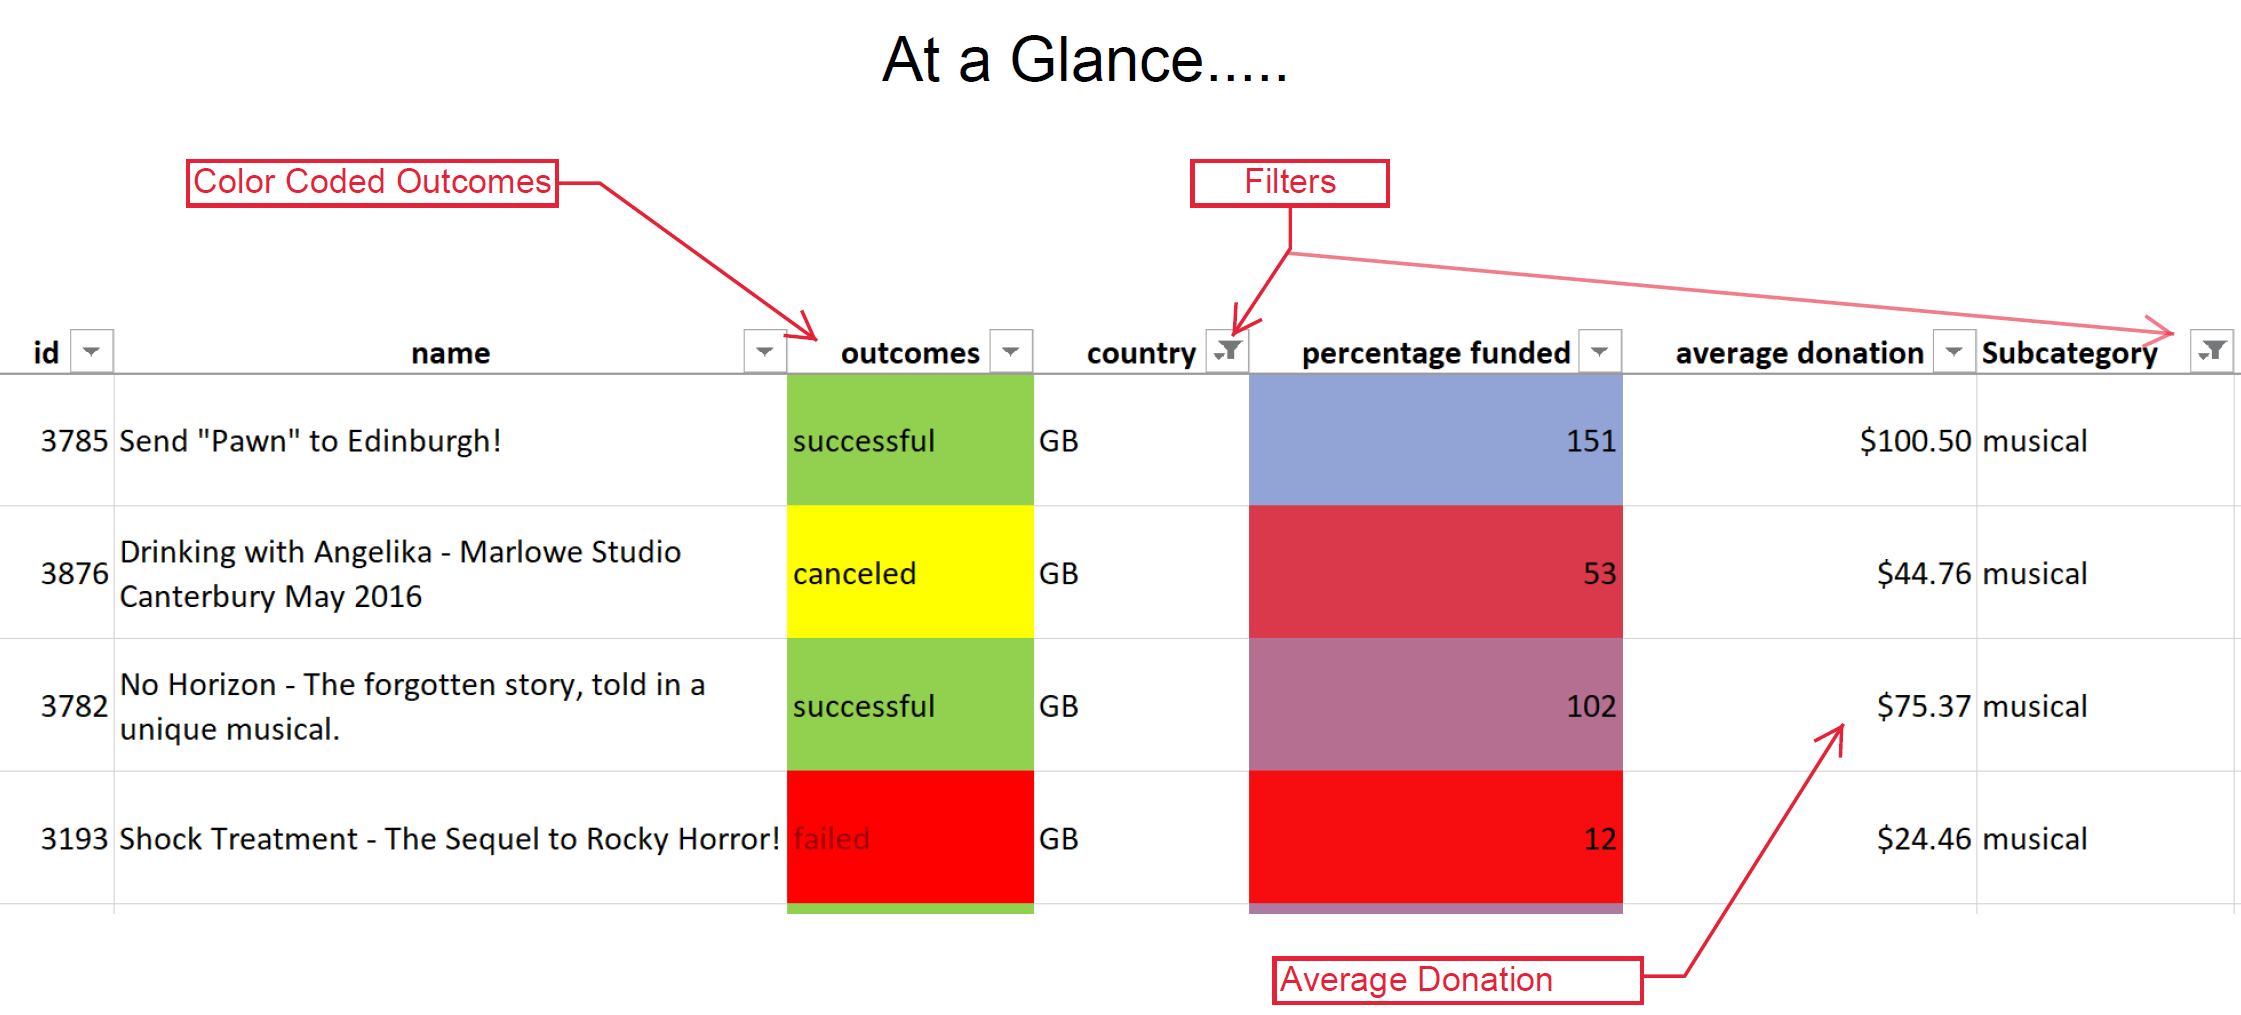 At a Glance.....
Color Coded Outcomes
Filters
id name outcomes country percentage funded average donation Subcategory
3785 Send "Pawn" to Edinburgh! successful GB 151 $100.50 musical
Drinking with Angelika - Marlowe Studio
3876 canceled GB 53 $44.76 musical
Canterbury May 2016
No Horizon - The forgotten story, told in a
3782 successful GB 102 $75.37 musical
unique musical.
3193 Shock Treatment - The Sequel to Rocky Horror! failed GB 12 $24.46 musical
Average Donation